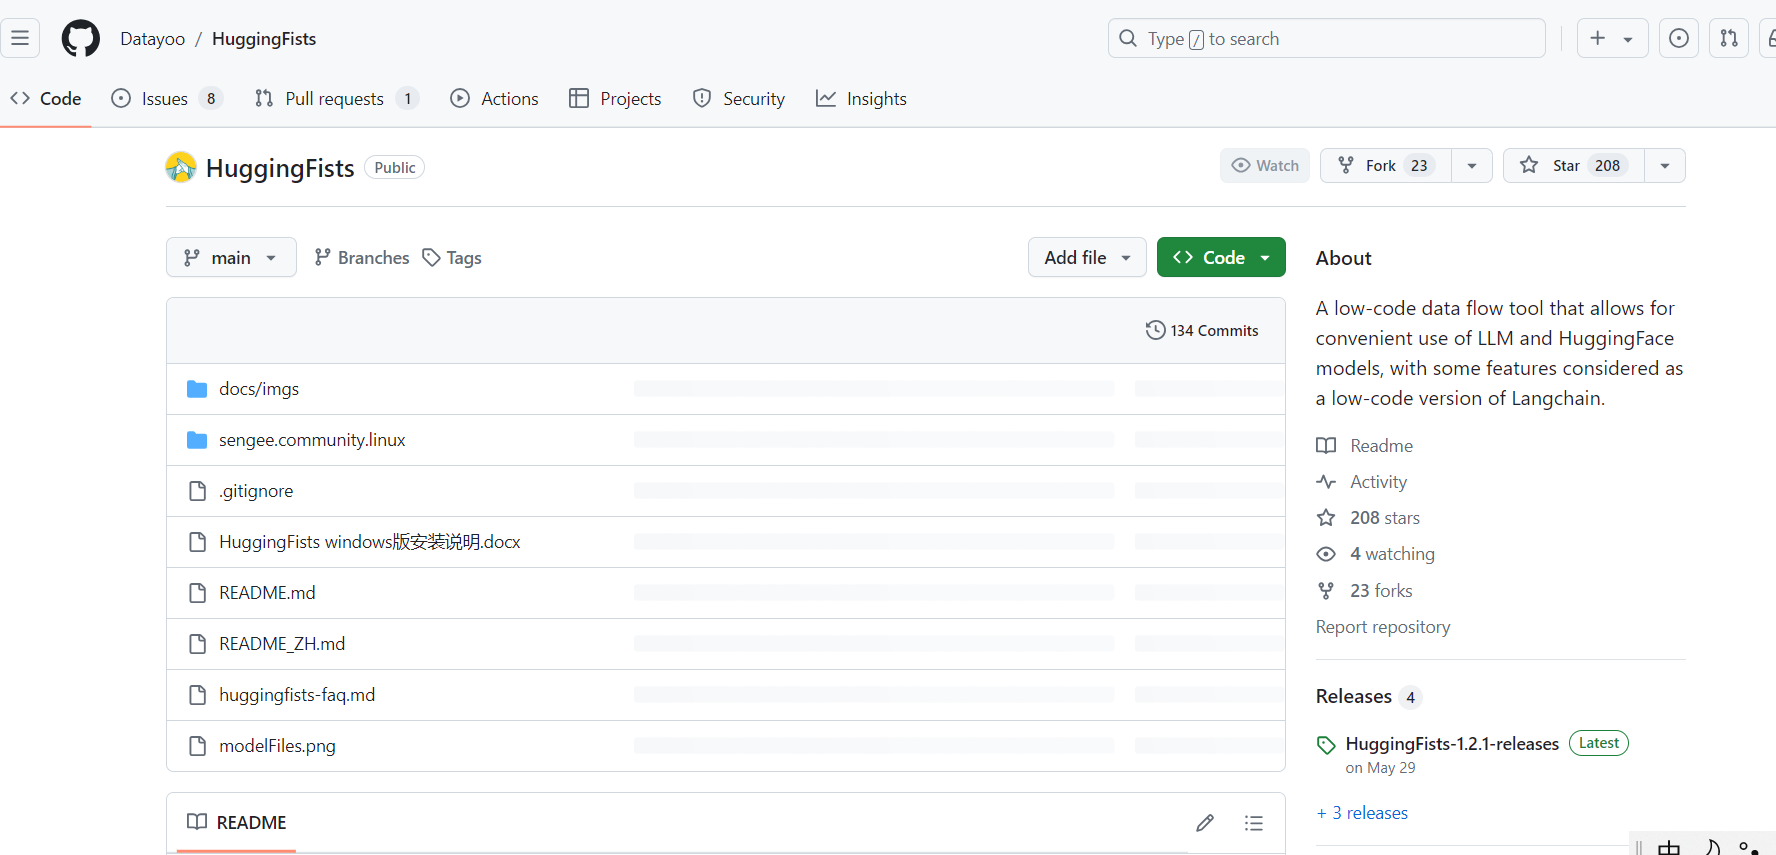 Datayoo / HuggingFists
Type / to search
Code
Issues 8
Pull requests 1
Actions
Projects
Security
Insights
HuggingFists Public
Watch
Fork 23
Star 208
main
Branches
Tags
Add file
Code
134 Commits
docs/imgs
sengee.community.linux
.gitignore
HuggingFists windows版安装说明.docx
README.md
README_ZH.md
huggingfists-faq.md
modelFiles.png
README
About
A low-code data flow tool that allows for
convenient use of LLM and HuggingFace
models, with some features considered as
a low-code version of Langchain.
Readme
Activity
208 stars
4 watching
23 forks
Report repository
Releases 4
HuggingFists-1.2.1-releases Latest
on May 29
+ 3 releases
中